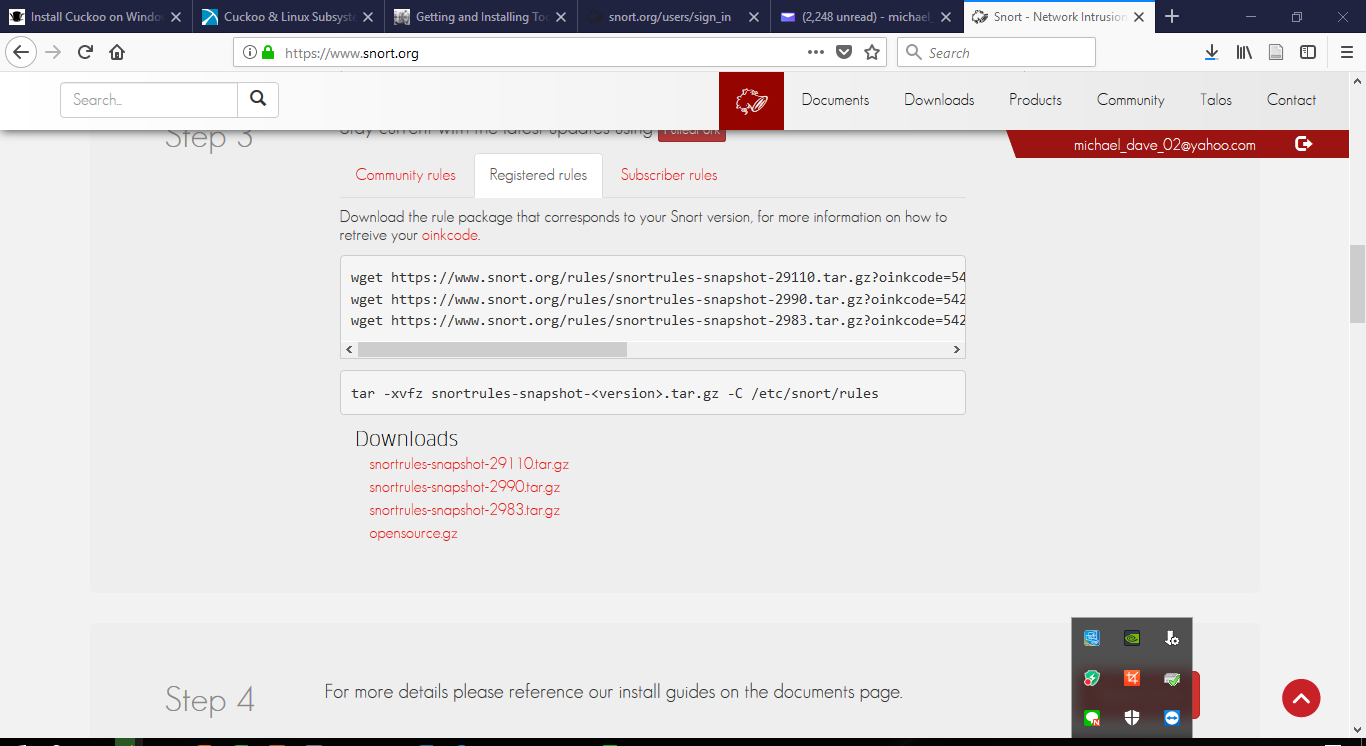 Install Cuckoo on Windo
Cuckoo & Linux Subsyste
Getting and Installing Too
snort.org/users/sign_in
(2,248 unread) - michael_
Snort - Network Intrusion
https://www.snort.org
Search
Search...
Documents
Downloads
Products
Community
Talos
Contact
michael_dave_02@yahoo.com
Step 3
Stay current with the latest updates using PulledPork
Community rules
Registered rules
Subscriber rules
Download the rule package that corresponds to your Snort version, for more information on how to
retreive your oinkcode.
wget https://www.snort.org/rules/snortrules-snapshot-29110.tar.gz?oinkcode=54
wget https://www.snort.org/rules/snortrules-snapshot-2990.tar.gz?oinkcode=542
wget https://www.snort.org/rules/snortrules-snapshot-2983.tar.gz?oinkcode=542
tar -xvfz snortrules-snapshot-<version>.tar.gz -C /etc/snort/rules
Downloads
snortrules-snapshot-29110.tar.gz
snortrules-snapshot-2990.tar.gz
snortrules-snapshot-2983.tar.gz
opensource.gz
Step 4
For more details please reference our install guides on the documents page.